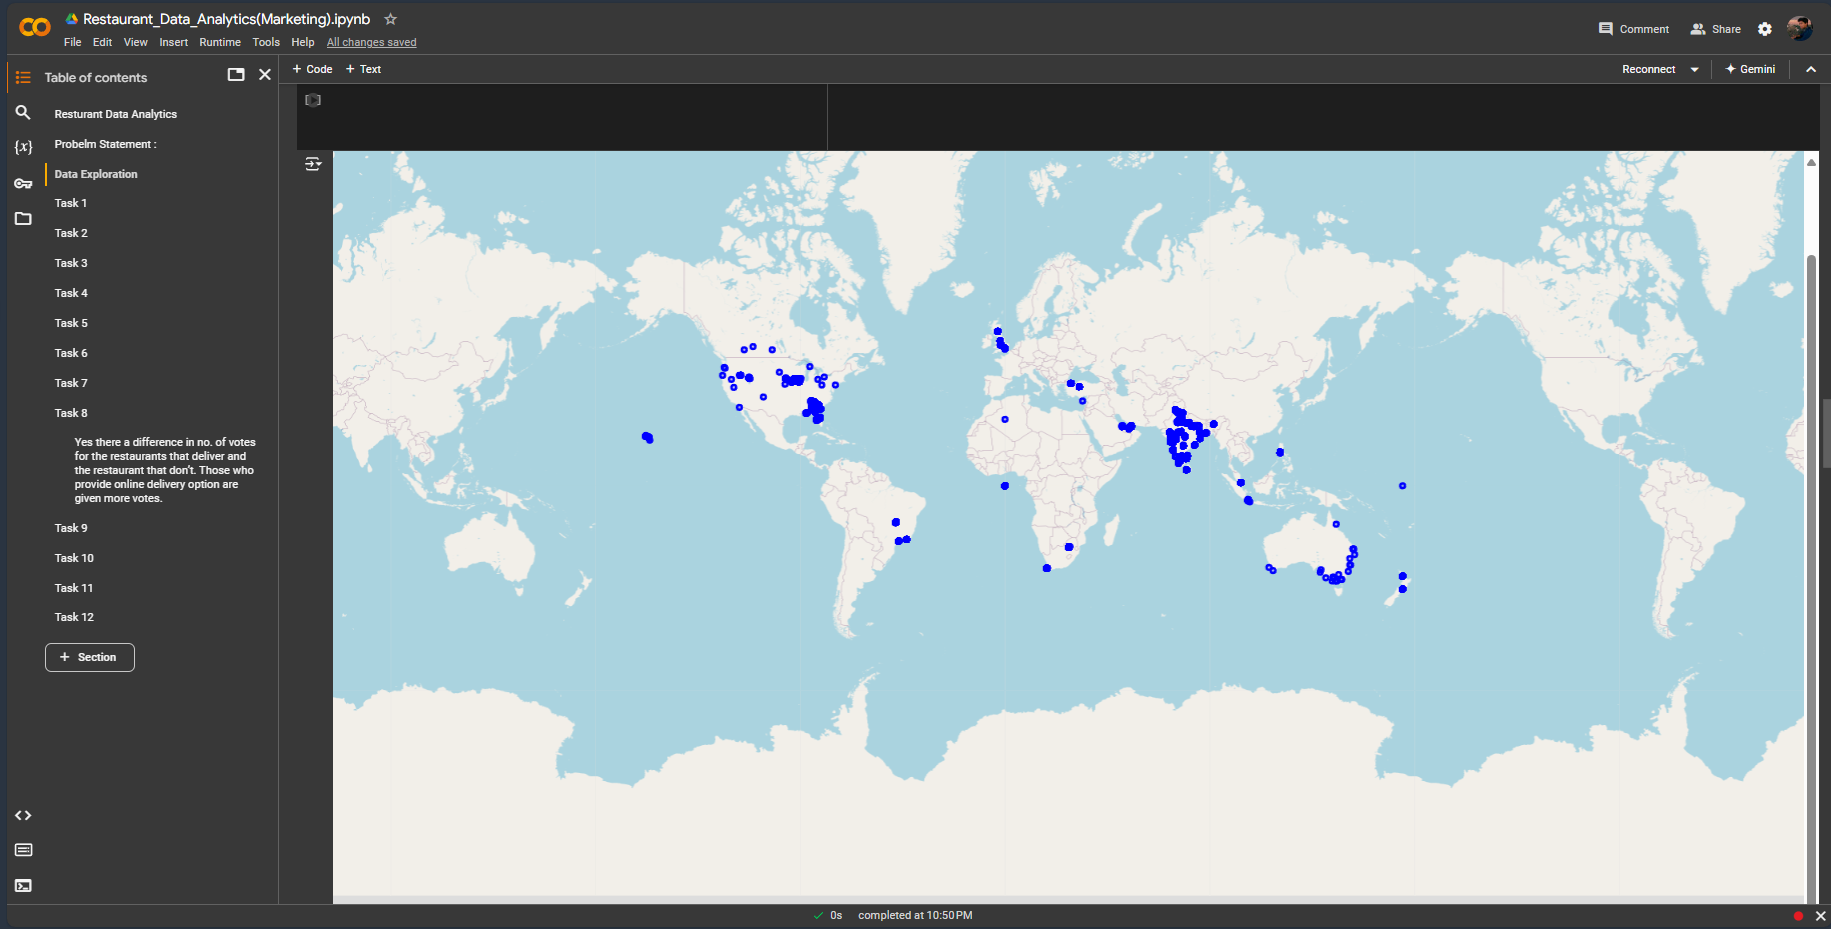 Restaurant_Data_Analytics(Marketing).ipynb
File Edit View Insert Runtime Tools Help All changes saved
Comment Share
+ Code + Text
Reconnect Gemini
Table of contents
Resturant Data Analytics
Probelm Statement :
Data Exploration
Task 1
Task 2
Task 3
Task 4
Task 5
Task 6
Task 7
Task 8
Yes there a difference in no. of votes
for the restaurants that deliver and
the restaurant that don't. Those who
provide online delivery option are
given more votes.
Task 9
Task 10
Task 11
Task 12
+ Section
{x}
0s completed at 10:50 PM